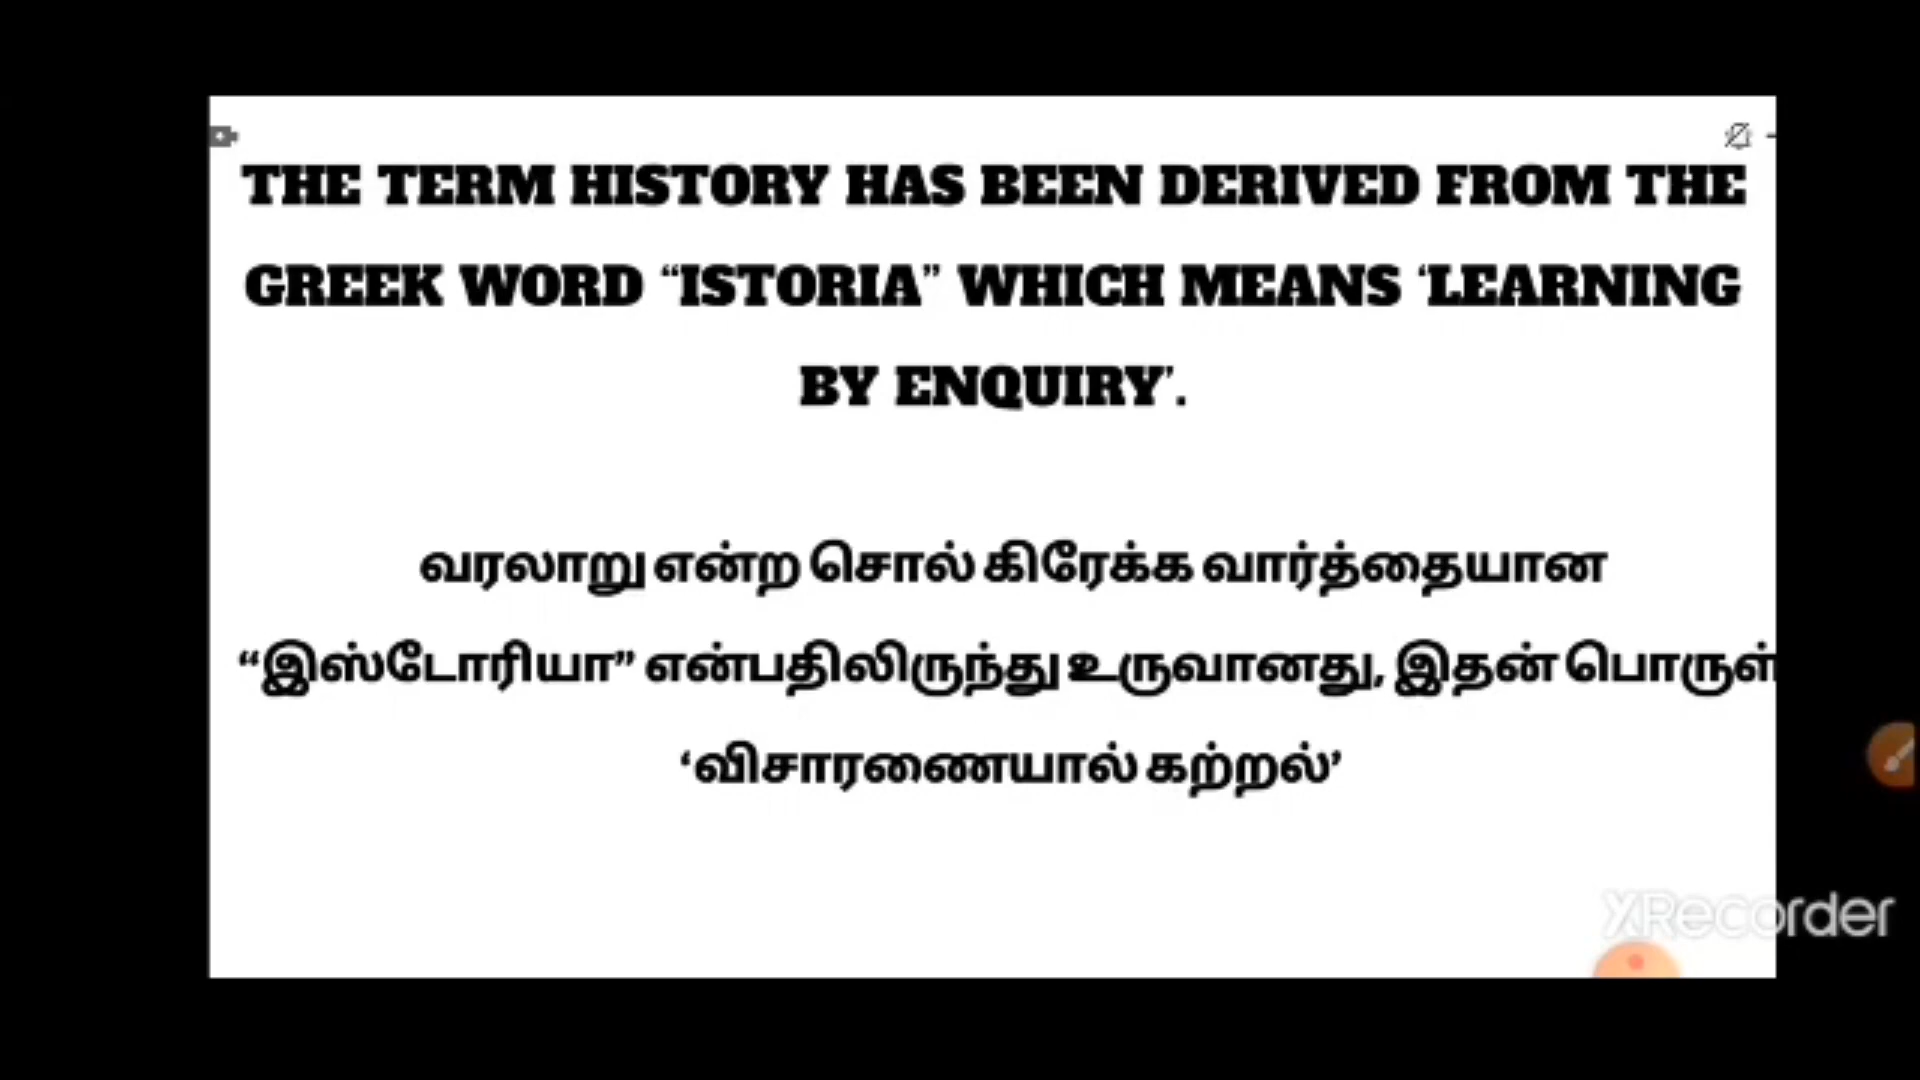 THE TERM HISTORY HAS BEEN DERIVED FROM THE
GREEK WORD “ISTORIA” WHICH MEANS ‘LEARNING
BY ENQUIRY’.
வரலாறு என்ற சொல் கிரேக்க வார்த்தையான
“இஸ்டோரியா” என்பதிலிருந்து உருவானது, இதன் பொருள்
‘விசாரணையால் கற்றல்’
XRecorder